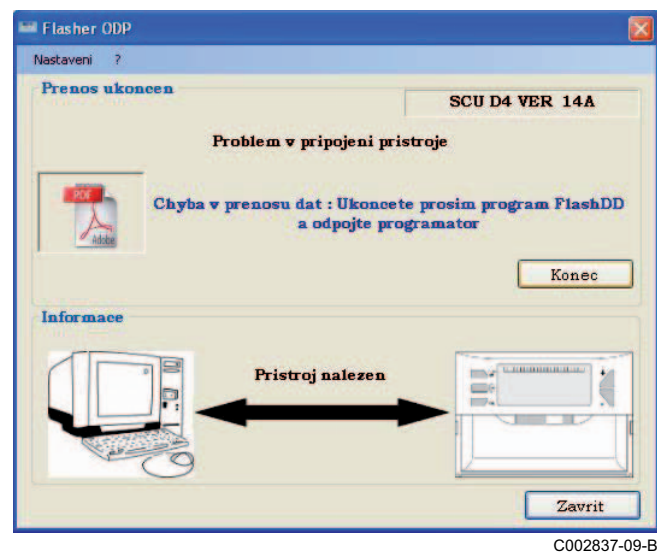 Flasher ODP
Nastaveni ?
Prenos ukoncen
SCU D4 VER 14A
Problem v pripojeni pristroje
PDF
Adobe
Chyba v prenosu dat : Ukoncete prosim program FlashDD
a odpojte programator
Konec
Informace
Pristroj nalezen
Zavrit
C002837-09-B